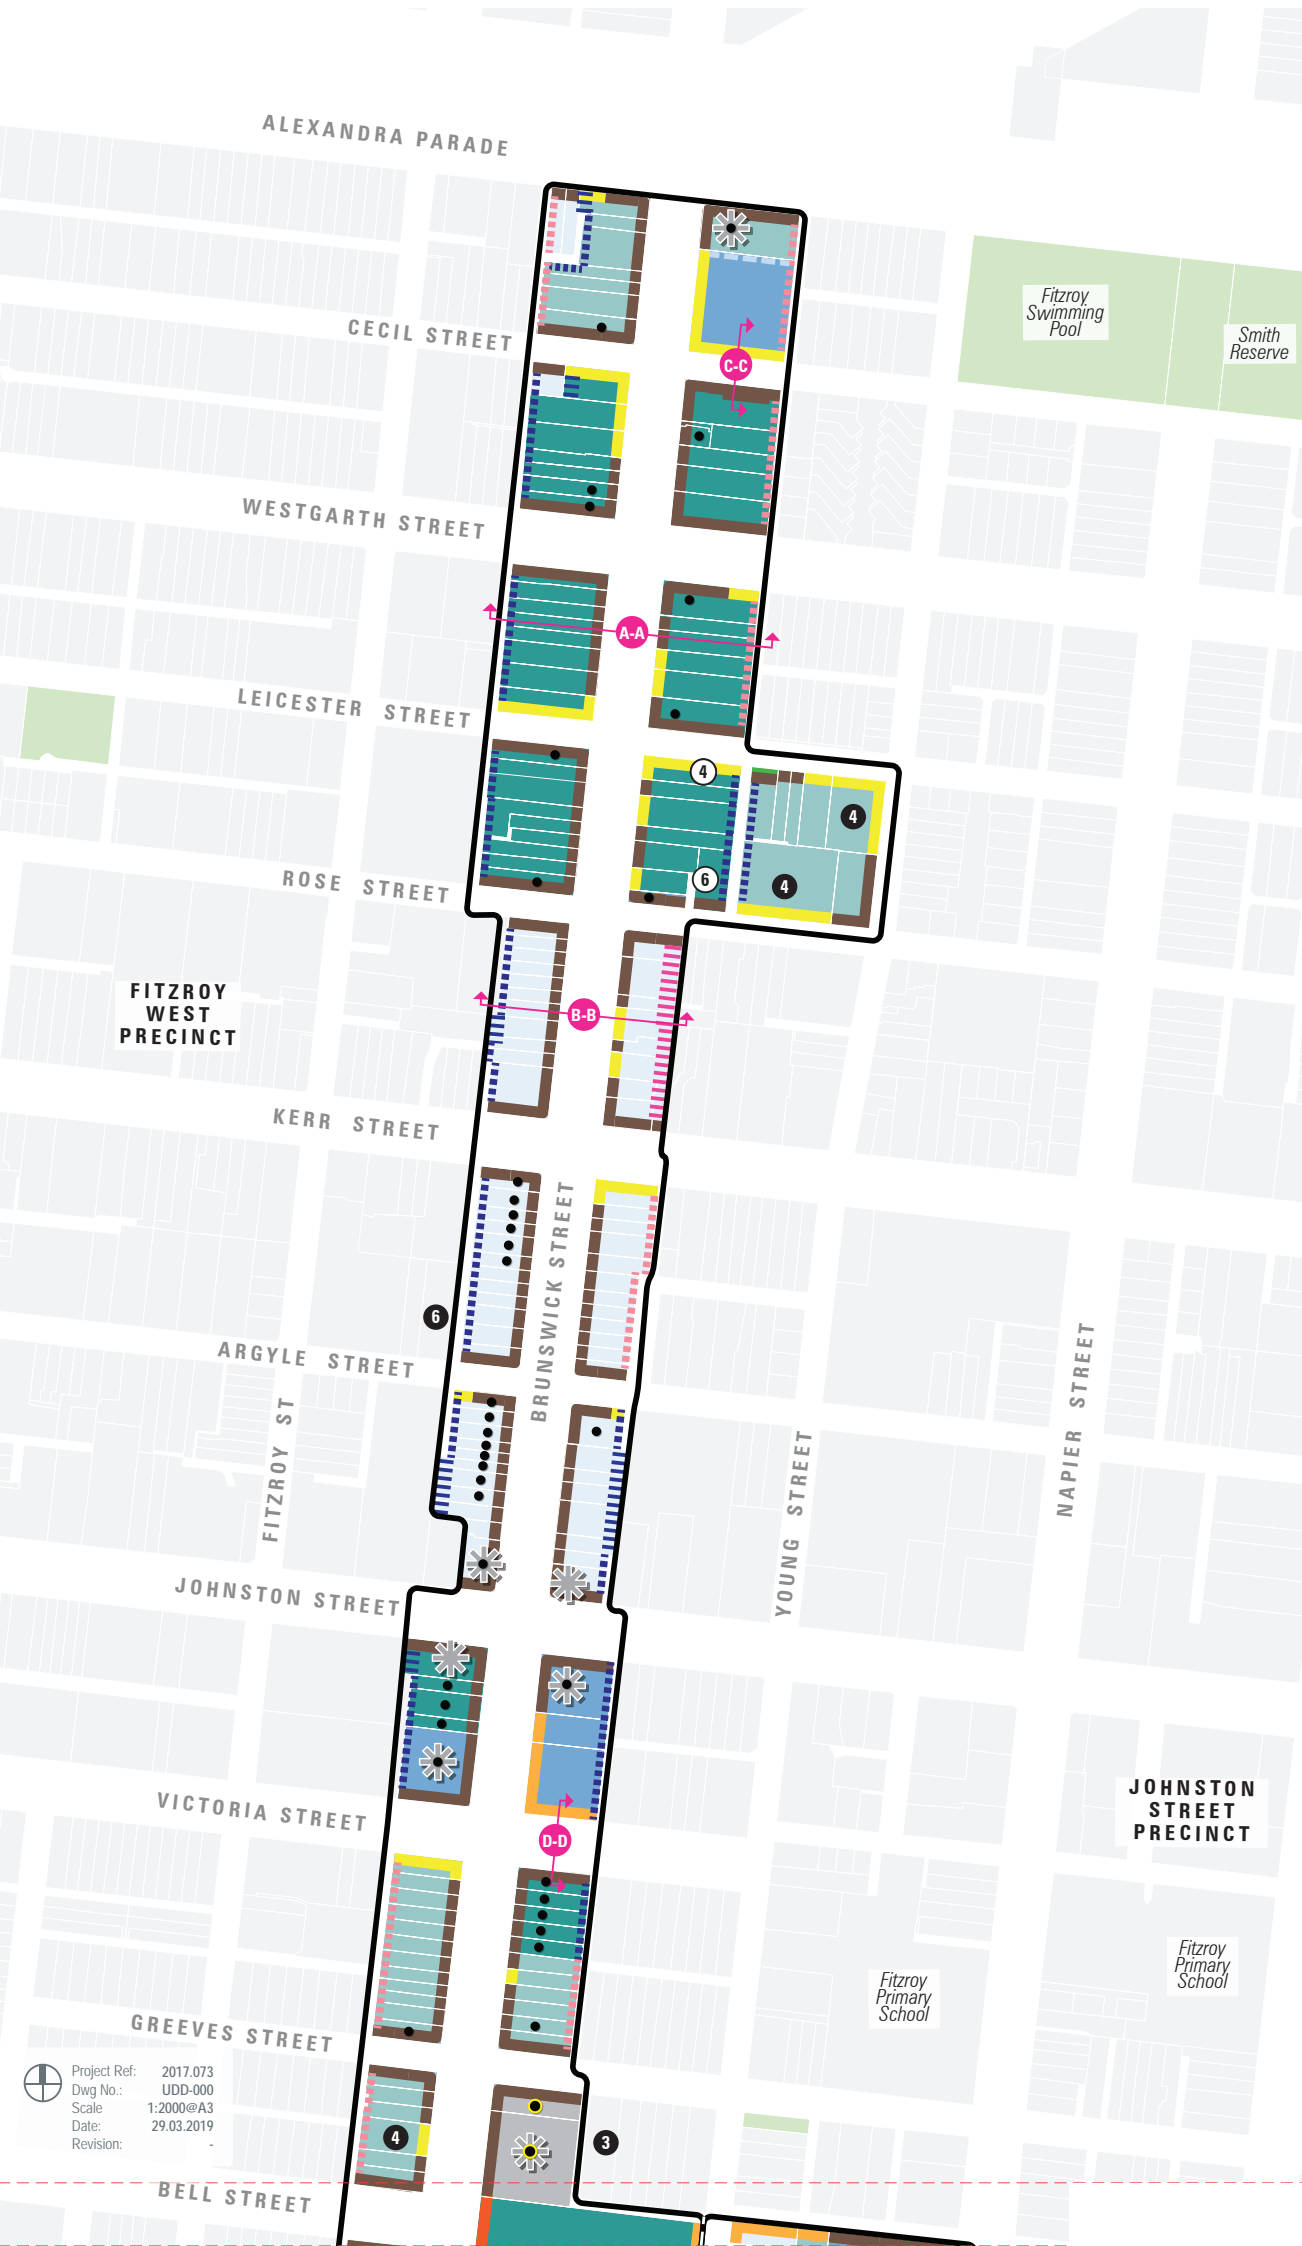 ALEXANDRA PARADE
Fitzroy
Swimming
Pool
Smith
Reserve
CECIL STREET
C-C
WESTGARTH STREET
A-A
LEICESTER STREET
4
4
6
4
ROSE STREET
FITZROY
WEST
PRECINCT
B-B
KERR STREET
BRUNSWICK STREET
6
ARGYLE STREET
FITZROY ST
NAPIER STREET
YOUNG STREET
JOHNSTON STREET
JOHNSTON
STREET
PRECINCT
VICTORIA STREET
D-D
Fitzroy
Primary
School
Fitzroy
Primary
School
GREEVES STREET
Project Ref: 2017.073
Dwg No.: UDD-000
Scale 1:2000@A3
Date: 29.03.2019
Revision: -
4
3
BELL STREET